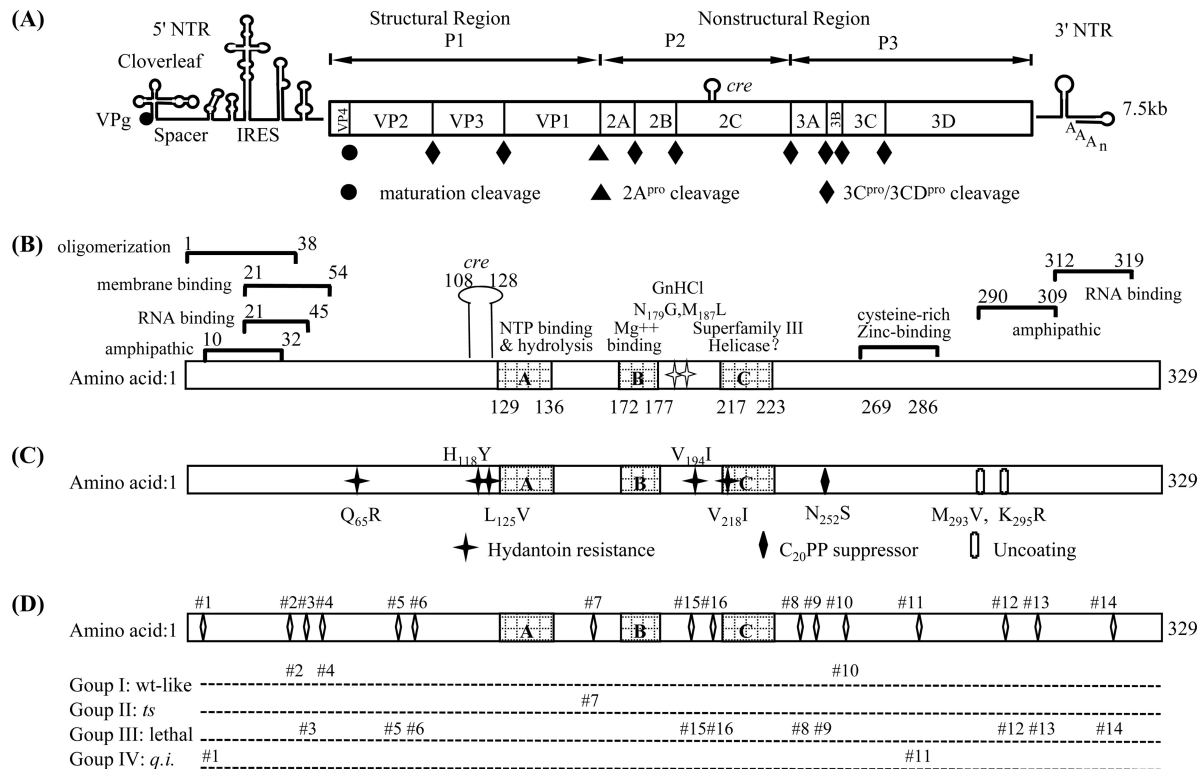 (A)
5' NTR
Structural Region
Nonstructural Region
3' NTR
Cloverleaf
P1
P2
P3
cre
VPg
Spacer
IRES
VP4
VP2
VP3
VP1
2A
2B
2C
3A
3B
3C
3D
7.5kb
AAAn
maturation cleavage
2Apro cleavage
3Cpro/3CDpro cleavage
(B)
oligomerization
1
38
membrane binding
21
54
RNA binding
21
45
amphipathic
10
32
cre
108
128
NTP binding
& hydrolysis
Mg++
binding
GnHCl
N179G,M187L
Superfamily III
Helicase?
cysteine-rich
Zinc-binding
290
309
amphipathic
312
319
RNA binding
Amino acid:1
A
B
C
329
129
136
172
177
217
223
269
286
(C)
H118Y
V194I
Amino acid:1
A
B
C
329
Q65R
L125V
V218I
N252S
M293V, K295R
Hydantoin resistance
C20PP suppressor
Uncoating
(D)
#1 #2 #3 #4 #5 #6 #7 #15 #16 #8 #9 #10 #11 #12 #13 #14
Amino acid:1
A
B
C
329
Goup I: wt-like #2 #4 #10
Goup II: ts #7
Goup III: lethal #3 #5 #6 #15 #16 #8 #9 #12 #13 #14
Goup IV: q.i. #1 #11